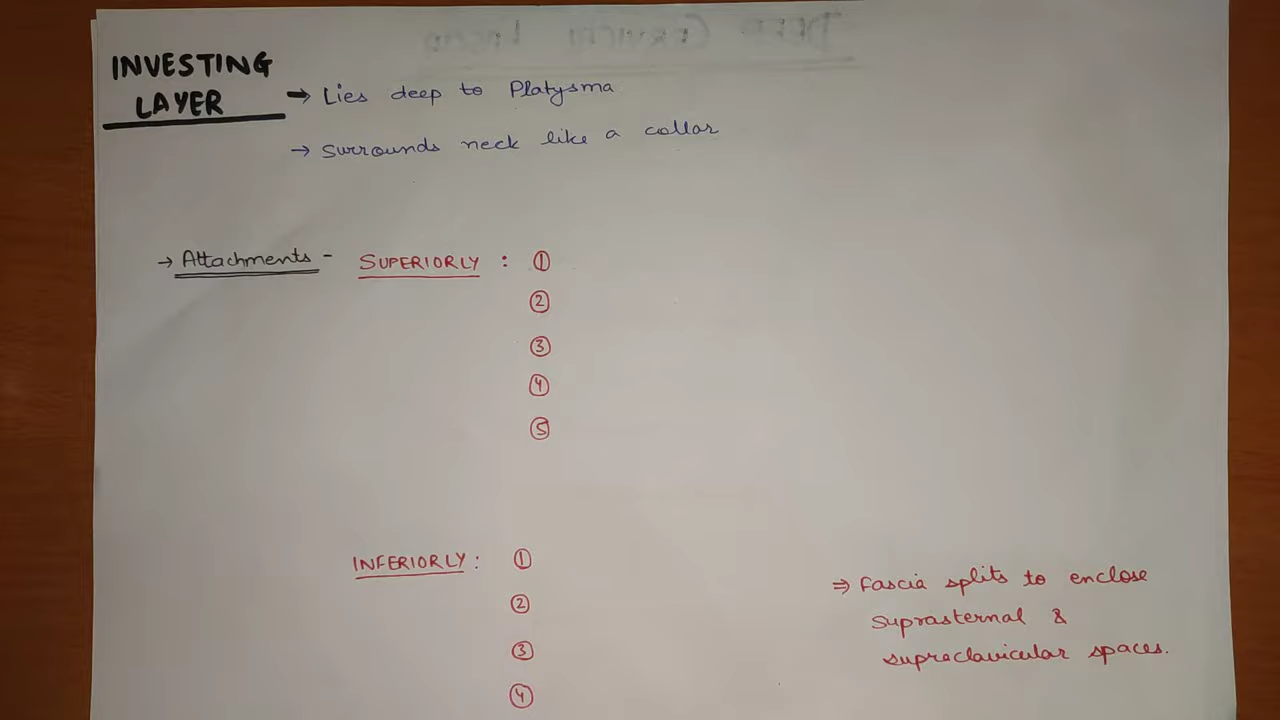 INVESTING
LAYER
→ Lies deep to Platysma
→ Surrounds neck like a collar
→ Attachments - SUPERIORLY : ①
②
③
④
⑤
INFERIORLY : ①
②
③
④
⇒ Fascia splits to enclose
suprasternal &
supraclavicular spaces.